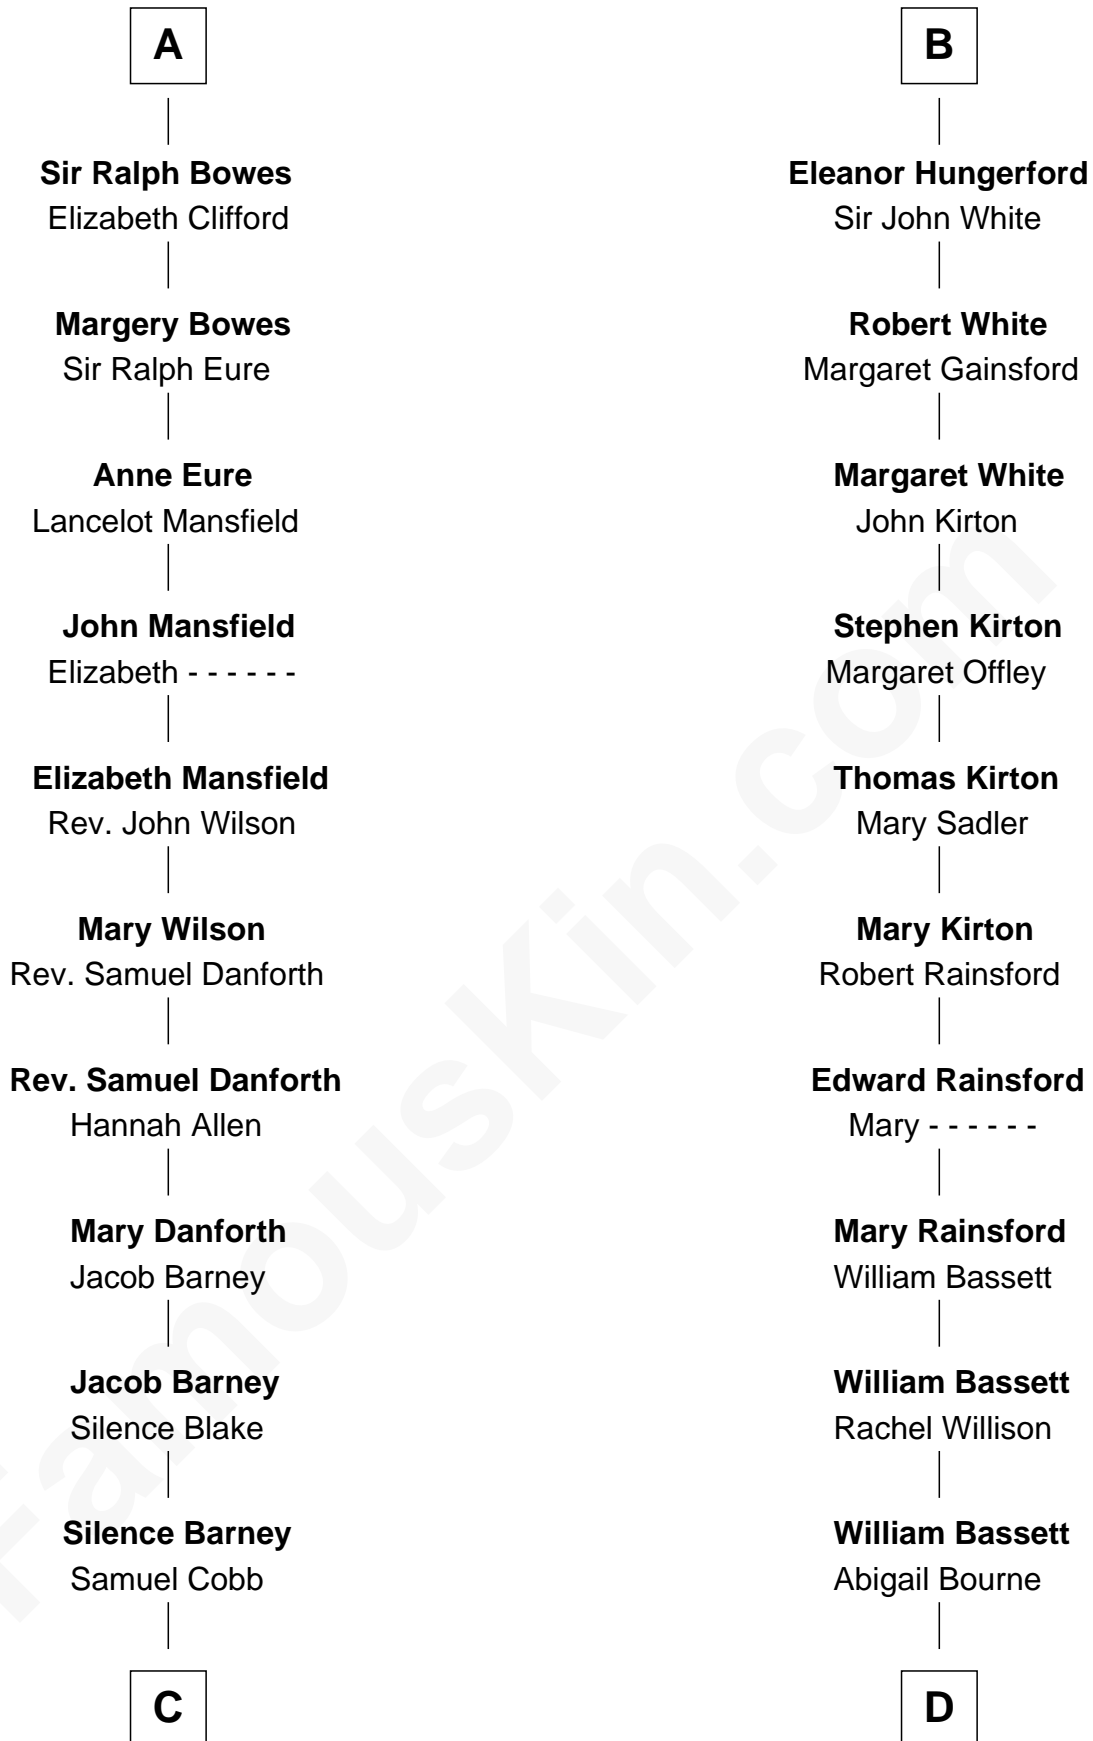 A
Sir Ralph Bowes
Elizabeth Clifford
Margery Bowes
Sir Ralph Eure
Anne Eure
Lancelot Mansfield
John Mansfield
Elizabeth - - - - - -
Elizabeth Mansfield
Rev. John Wilson
Mary Wilson
Rev. Samuel Danforth
Rev. Samuel Danforth
Hannah Allen
Mary Danforth
Jacob Barney
Jacob Barney
Silence Blake
Silence Barney
Samuel Cobb
C
B
Eleanor Hungerford
Sir John White
Robert White
Margaret Gainsford
Margaret White
John Kirton
Stephen Kirton
Margaret Offley
Thomas Kirton
Mary Sadler
Mary Kirton
Robert Rainsford
Edward Rainsford
Mary - - - - - -
Mary Rainsford
William Bassett
William Bassett
Rachel Willison
William Bassett
Abigail Bourne
D
FamousKin.com